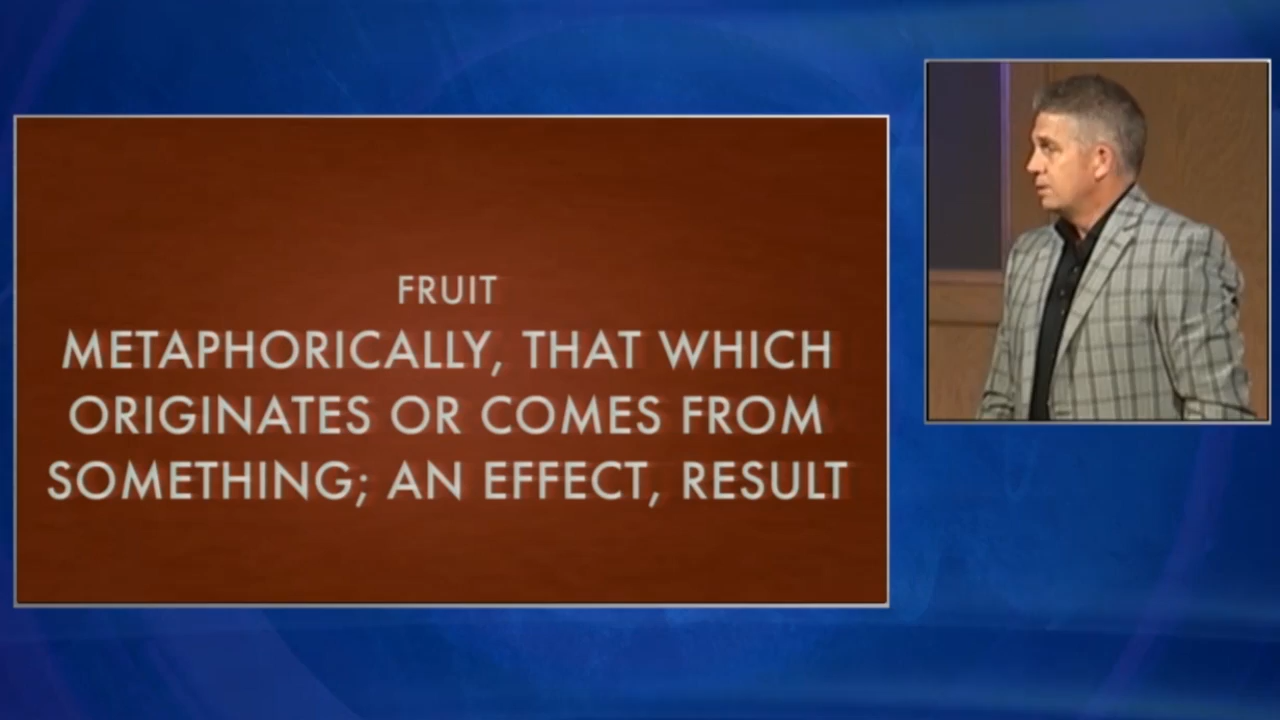 FRUIT
METAPHORICALLY, THAT WHICH
ORIGINATES OR COMES FROM
SOMETHING; AN EFFECT, RESULT